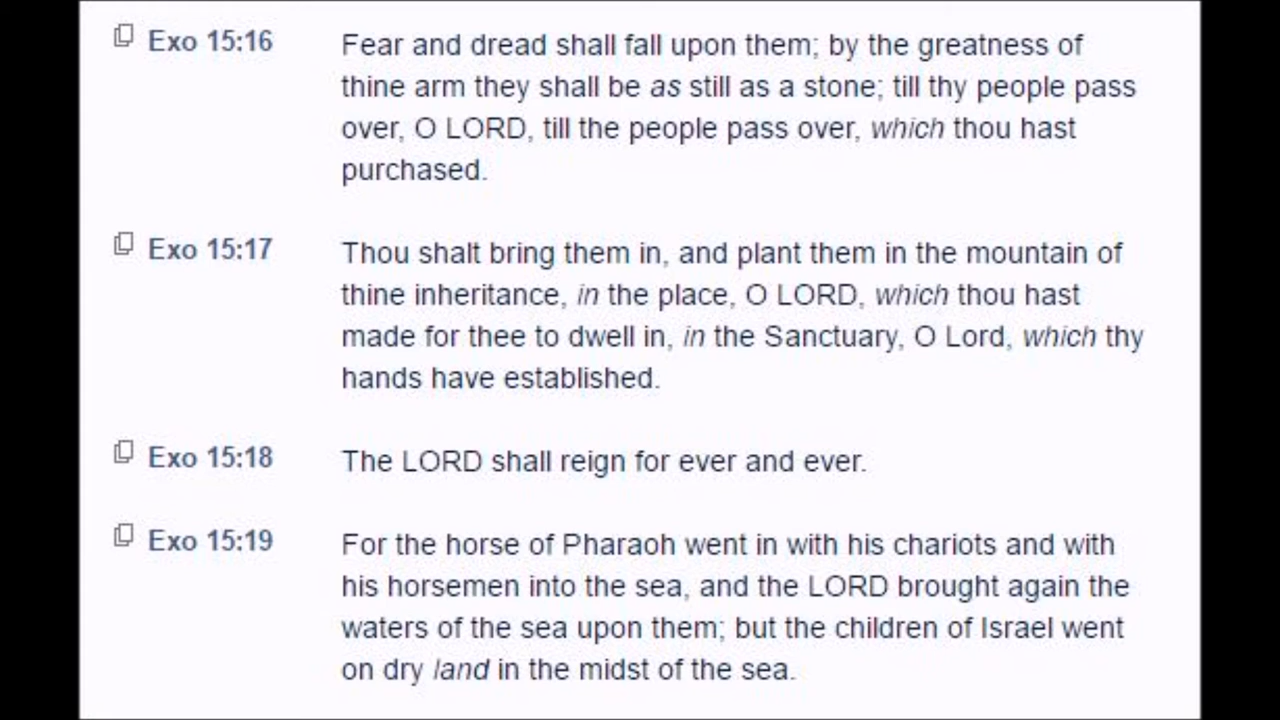 Exo 15:16 Fear and dread shall fall upon them; by the greatness of
thine arm they shall be as still as a stone; till thy people pass
over, O LORD, till the people pass over, which thou hast
purchased.
Exo 15:17 Thou shalt bring them in, and plant them in the mountain of
thine inheritance, in the place, O LORD, which thou hast
made for thee to dwell in, in the Sanctuary, O Lord, which thy
hands have established.
Exo 15:18 The LORD shall reign for ever and ever.
Exo 15:19 For the horse of Pharaoh went in with his chariots and with
his horsemen into the sea, and the LORD brought again the
waters of the sea upon them; but the children of Israel went
on dry land in the midst of the sea.